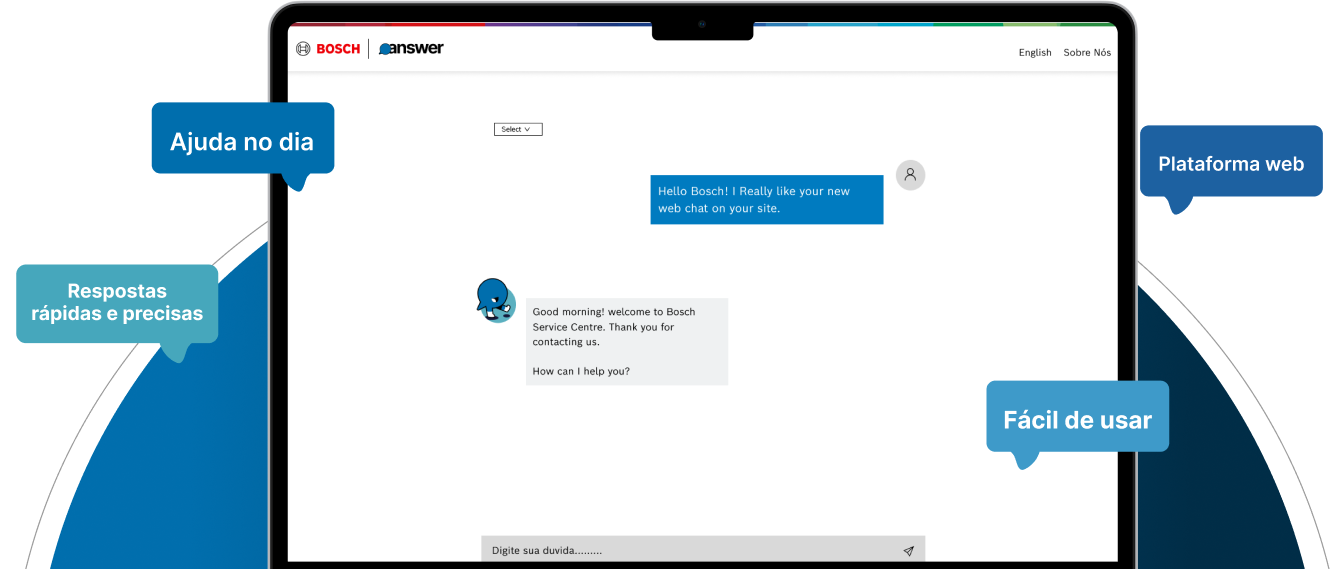 BOSCH answer
English Sobre Nós
Ajuda no dia
Select
Plataforma web
Hello Bosch! I Really like your new
web chat on your site.
Respostas
rápidas e precisas
Good morning! welcome to Bosch
Service Centre. Thank you for
contacting us.
How can I help you?
Fácil de usar
Digite sua duvida.........